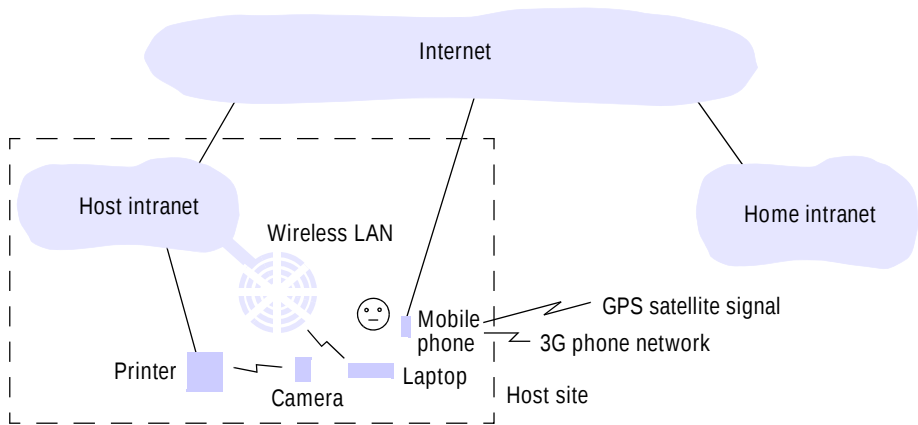 Internet
Host intranet
Wireless LAN
Home intranet
GPS satellite signal
Mobile
phone
3G phone network
Printer
Camera
Laptop
Host site